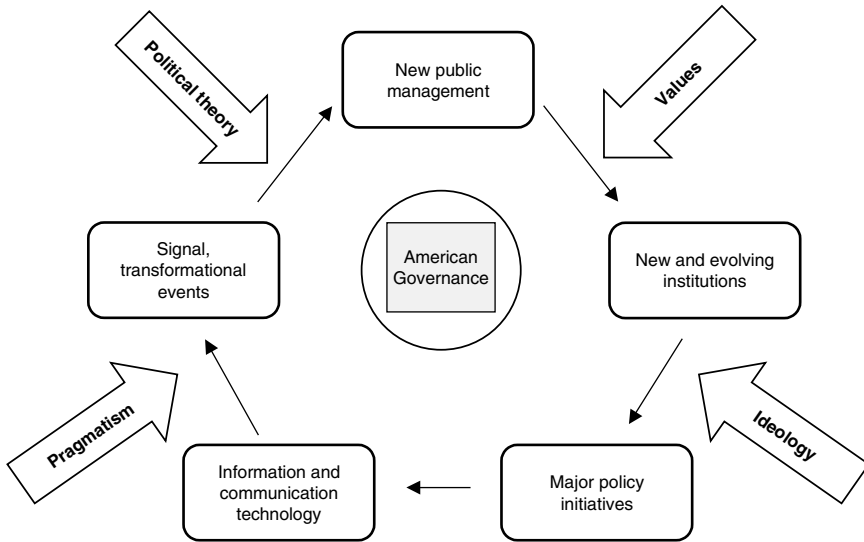 Political theory
New public
management
Values
Signal,
transformational
events
American
Governance
New and evolving
institutions
Pragmatism
Information and
communication
technology
Major policy
initiatives
Ideology